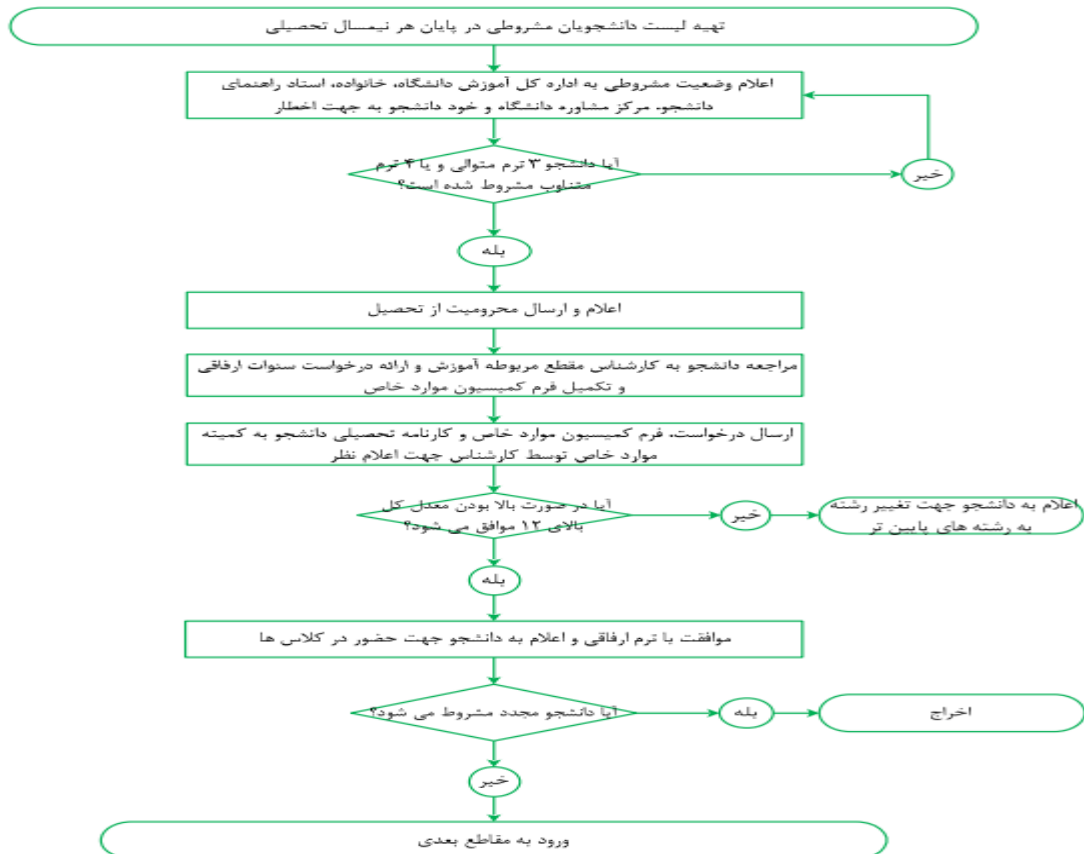 تهیه لیست دانشجویان مشروطی در پایان هر نیمسال تحصیلی
اعلام وضعیت مشروطی به اداره کل آموزش دانشگاه، خانواده، استاد راهنمای
دانشجو، مرکز مشاوره دانشگاه و خود دانشجو به جهت اخطار
آیا دانشجو ۳ ترم متوالی و یا ۴ ترم
متناوب مشروط شده است؟
خیر
بله
اعلام و ارسال محرومیت از تحصیل
مراجعه دانشجو به کارشناس مقطع مربوطه آموزش و ارائه درخواست سنوات ارفاقی
و تکمیل فرم کمیسیون موارد خاص
ارسال درخواست، فرم کمیسیون موارد خاص و کارنامه تحصیلی دانشجو به کمیته
موارد خاص توسط کارشناس جهت اعلام نظر
آیا در صورت بالا بودن معدل کل
بالای ۱۲ موافق می شود؟
خیر
اعلام به دانشجو جهت تغییر رشته
به رشته های پایین تر
بله
موافقت با ترم ارفاقی و اعلام به دانشجو جهت حضور در کلاس ها
آیا دانشجو مجدد مشروط می شود؟
بله
اخراج
خیر
ورود به مقاطع بعدی